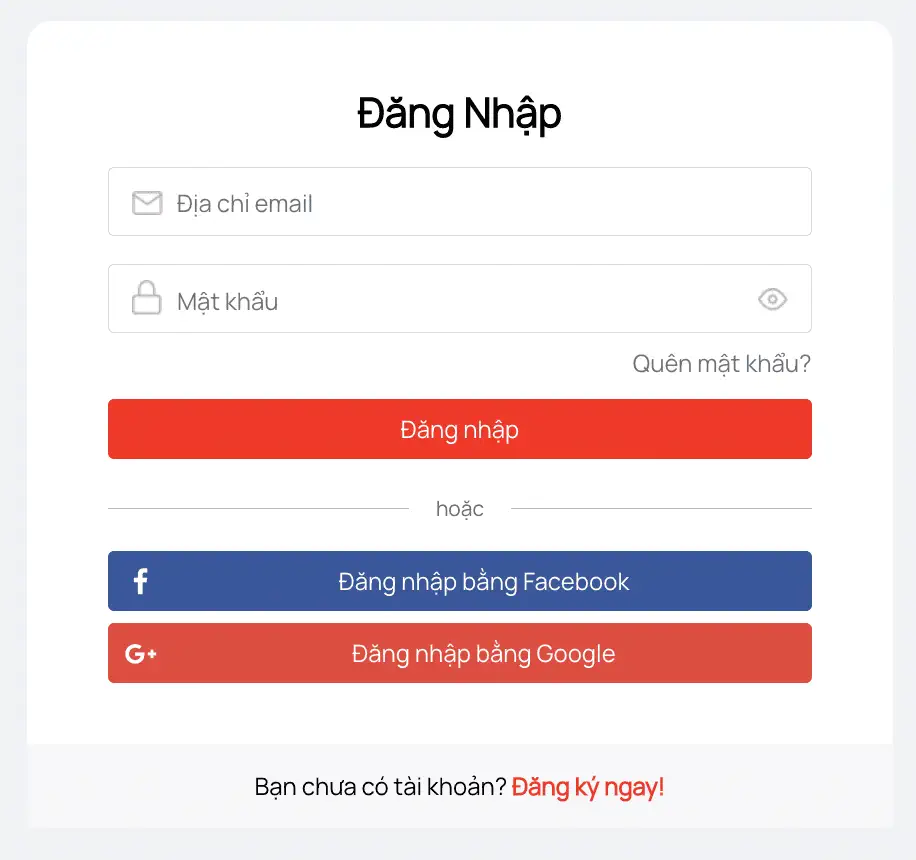 Đăng Nhập
Địa chỉ email
Mật khẩu
Quên mật khẩu?
Đăng nhập
hoặc
Đăng nhập bằng Facebook
G+ Đăng nhập bằng Google
Bạn chưa có tài khoản? Đăng ký ngay!